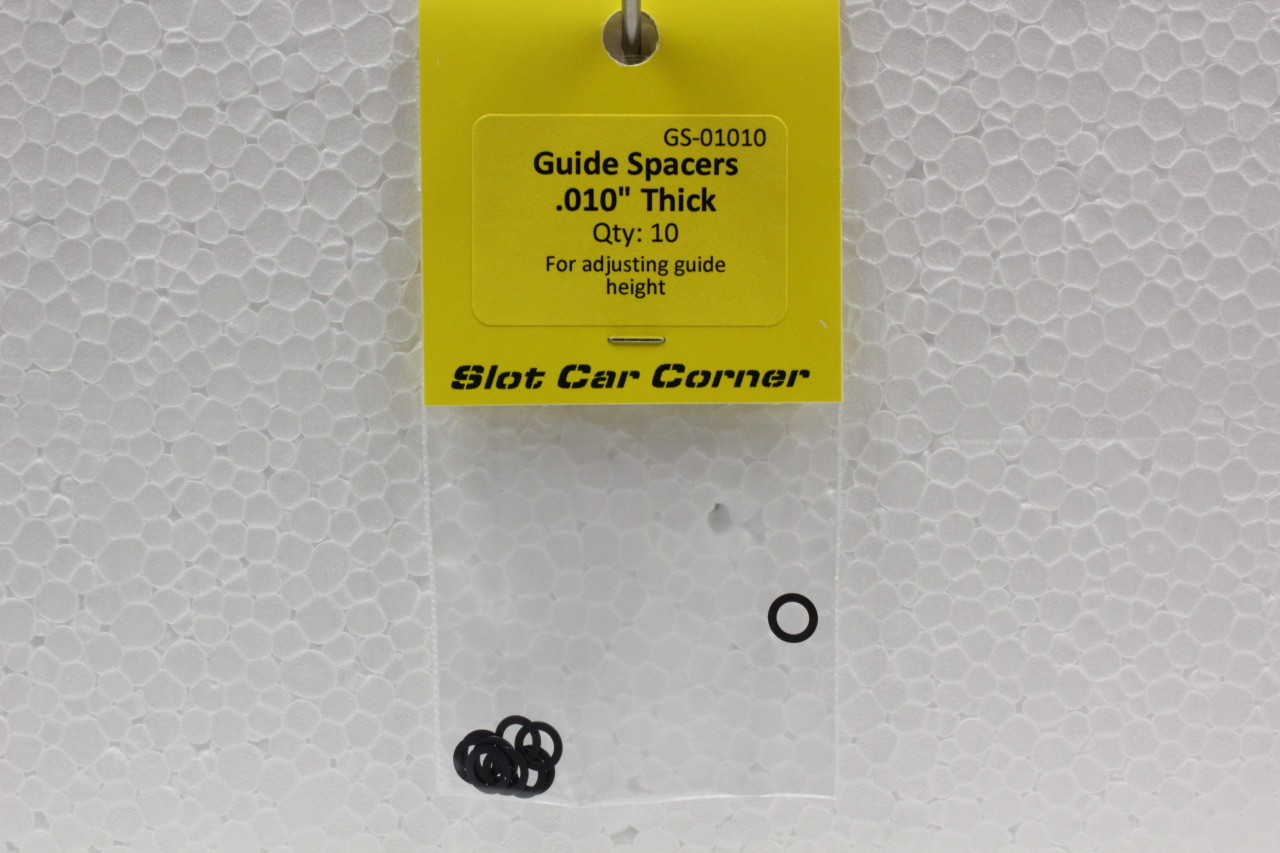 GS-01010
Guide Spacers
.010" Thick
Qty: 10
For adjusting guide
height
Slot Car Corner